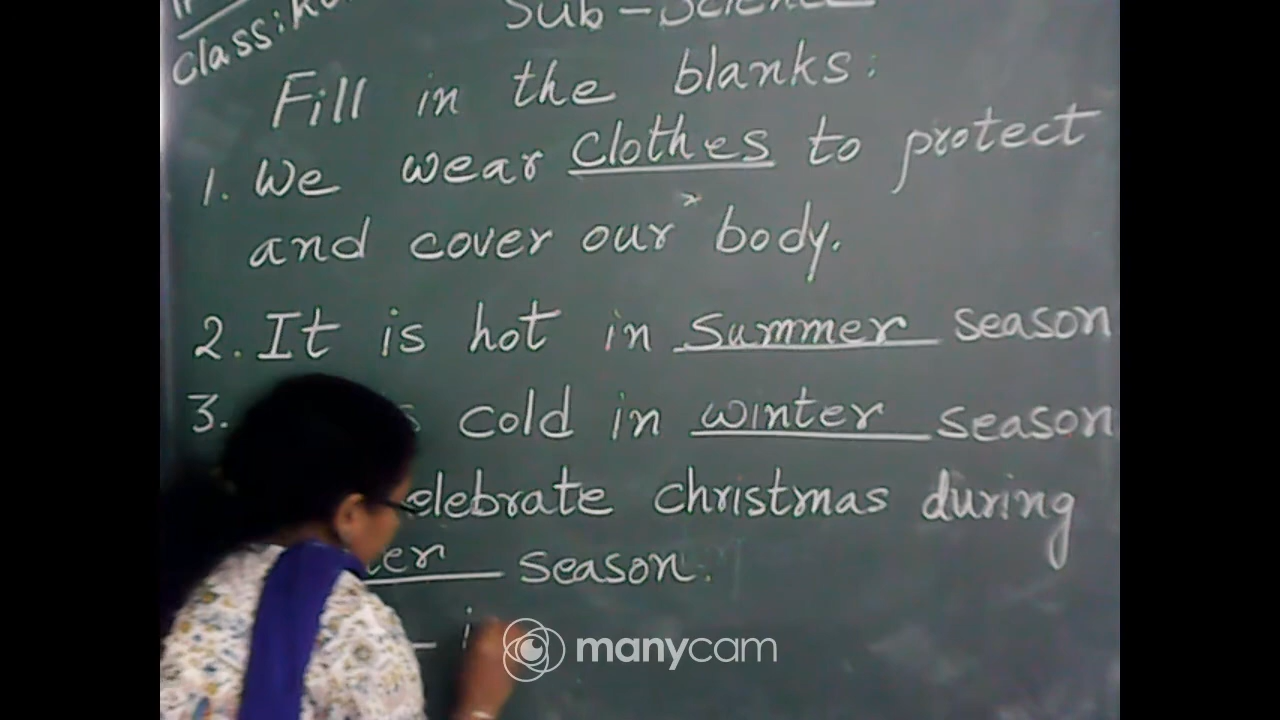 Class:
Sub-Science
Fill in the blanks:
1. We wear Clothes to protect
and cover our body.
2. It is hot in Summer season
3. cold in winter season
celebrate christmas during
season.
manycam